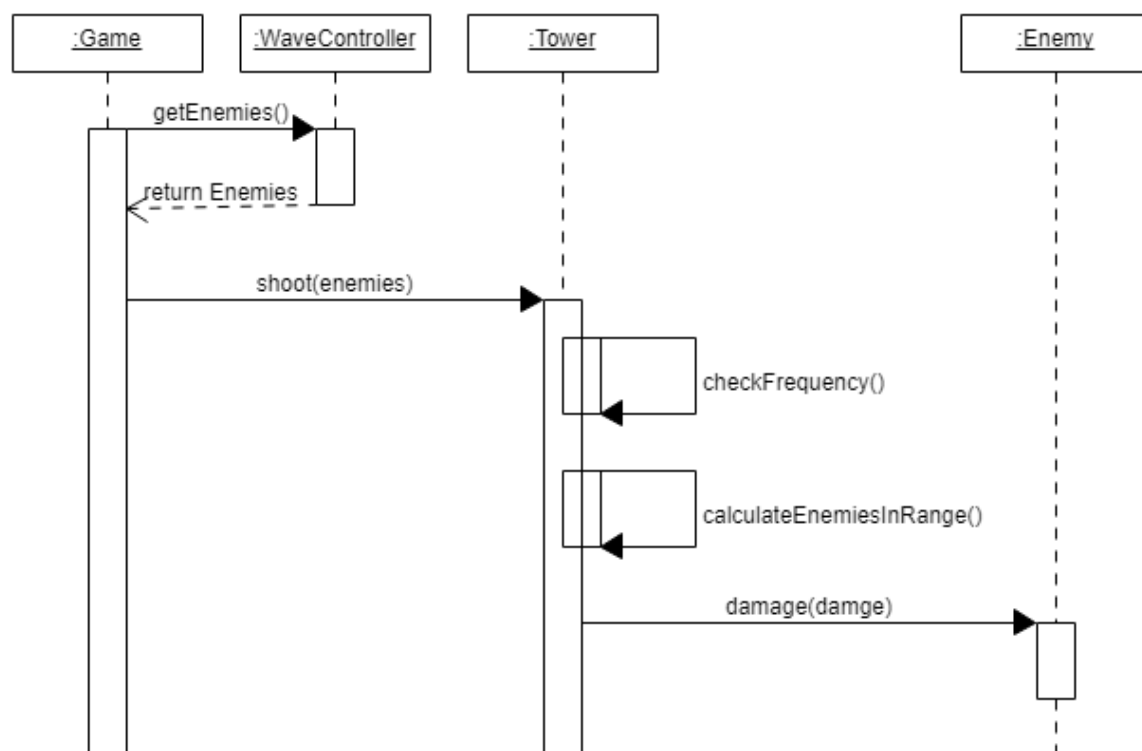 :Game
:WaveController
:Tower
:Enemy
getEnemies()
return Enemies
shoot(enemies)
checkFrequency()
calculateEnemiesInRange()
damage(damge)